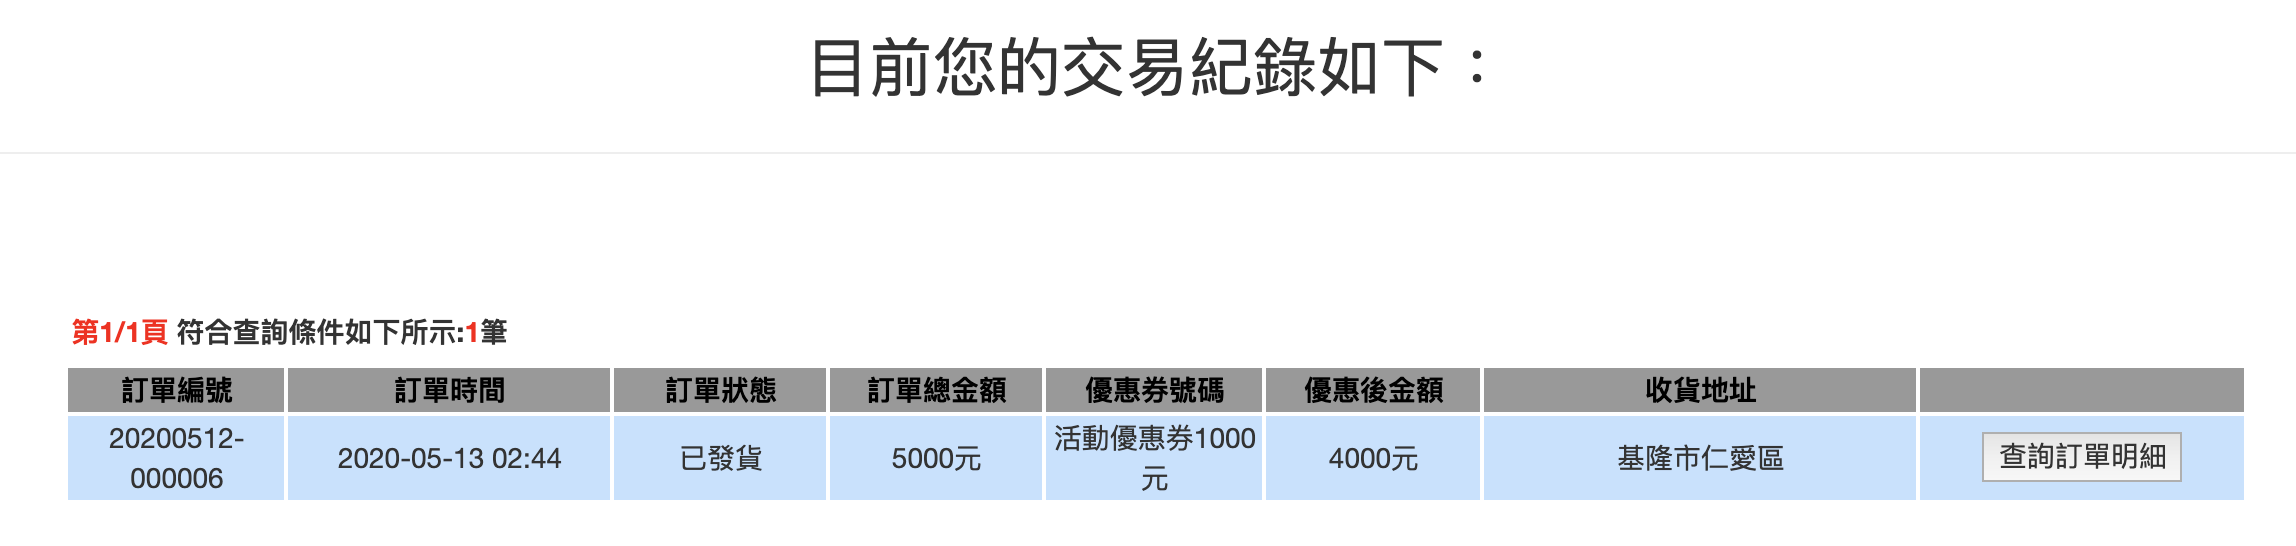 目前您的交易紀錄如下：
第1/1頁 符合查詢條件如下所示:1筆
訂單編號 訂單時間 訂單狀態 訂單總金額 優惠券號碼 優惠後金額 收貨地址
20200512-000006 2020-05-13 02:44 已發貨 5000元 活動優惠券1000元 4000元 基隆市仁愛區 查詢訂單明細